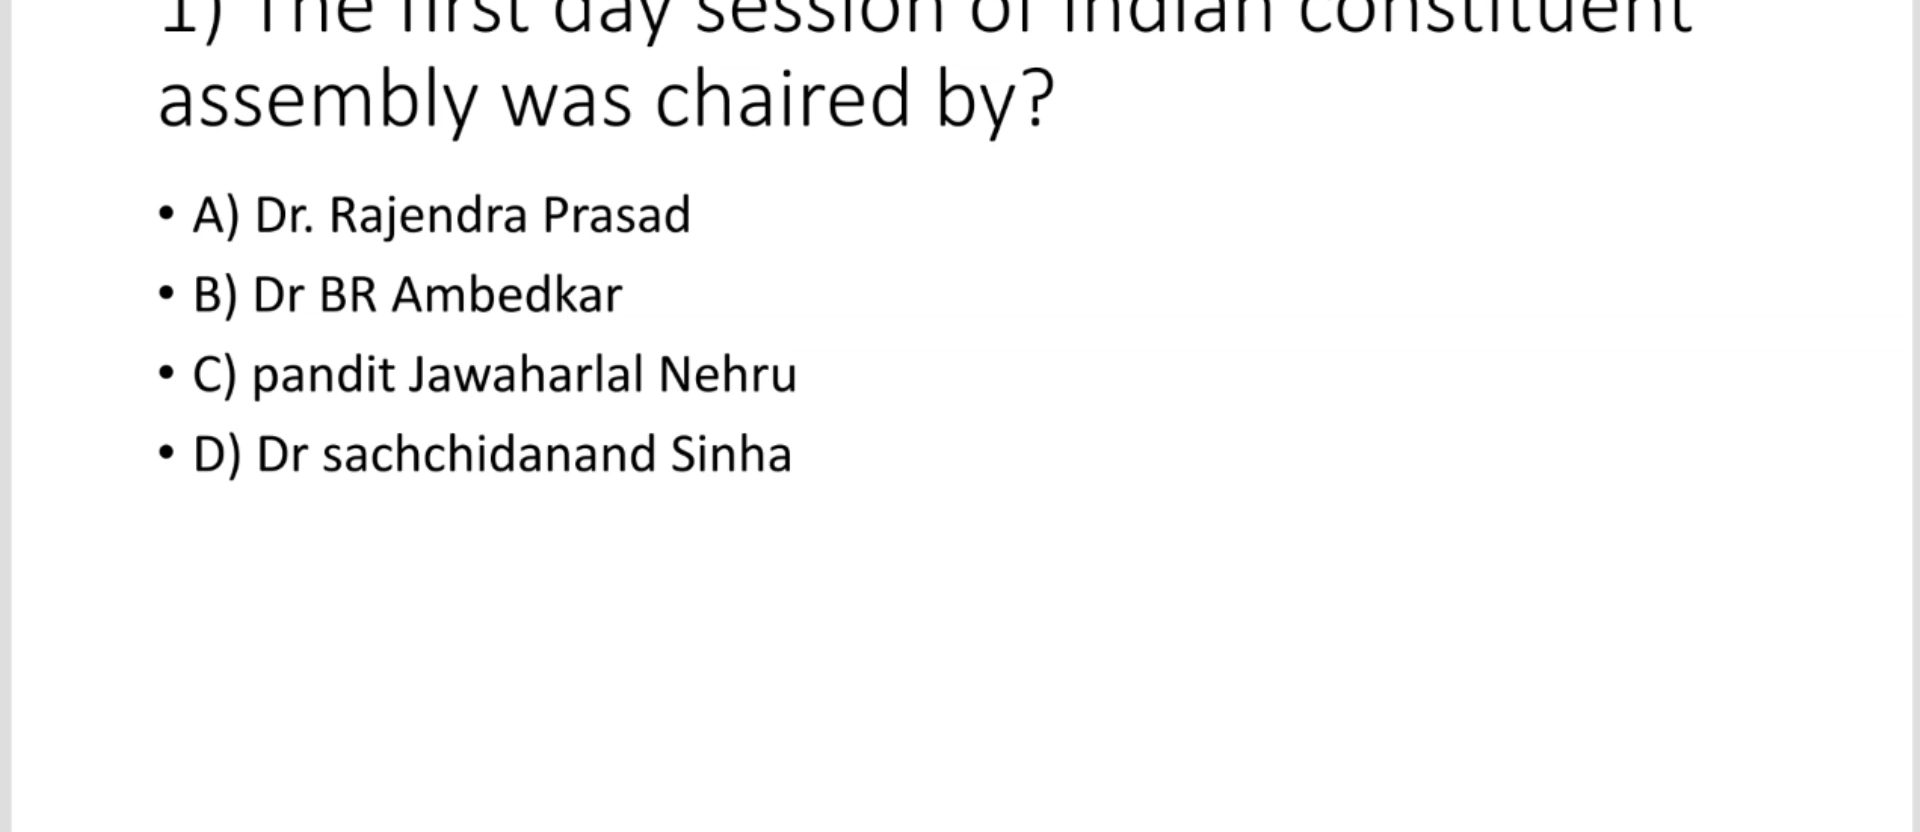 1) The first day session of Indian constituent
assembly was chaired by?
• A) Dr. Rajendra Prasad
• B) Dr BR Ambedkar
• C) pandit Jawaharlal Nehru
• D) Dr sachchidanand Sinha